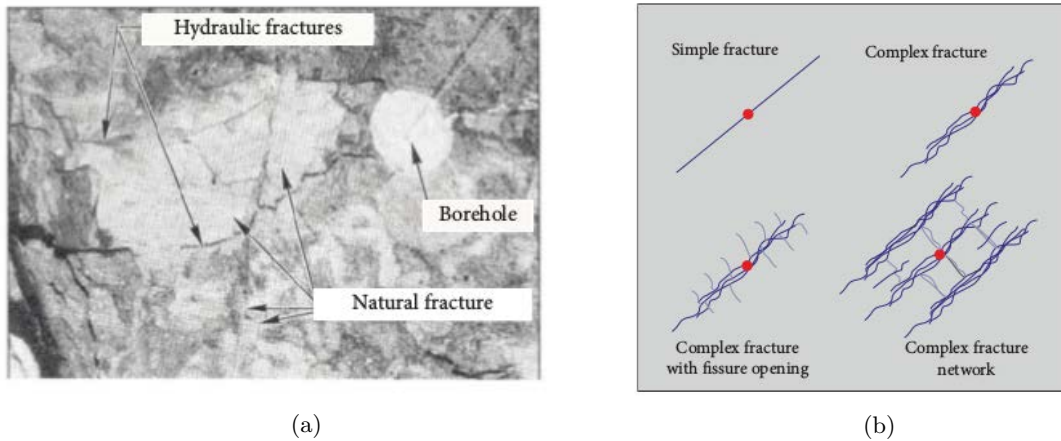 Hydraulic fractures
Borehole
Natural fracture
(a)
Simple fracture
Complex fracture
Complex fracture
with fissure opening
Complex fracture
network
(b)